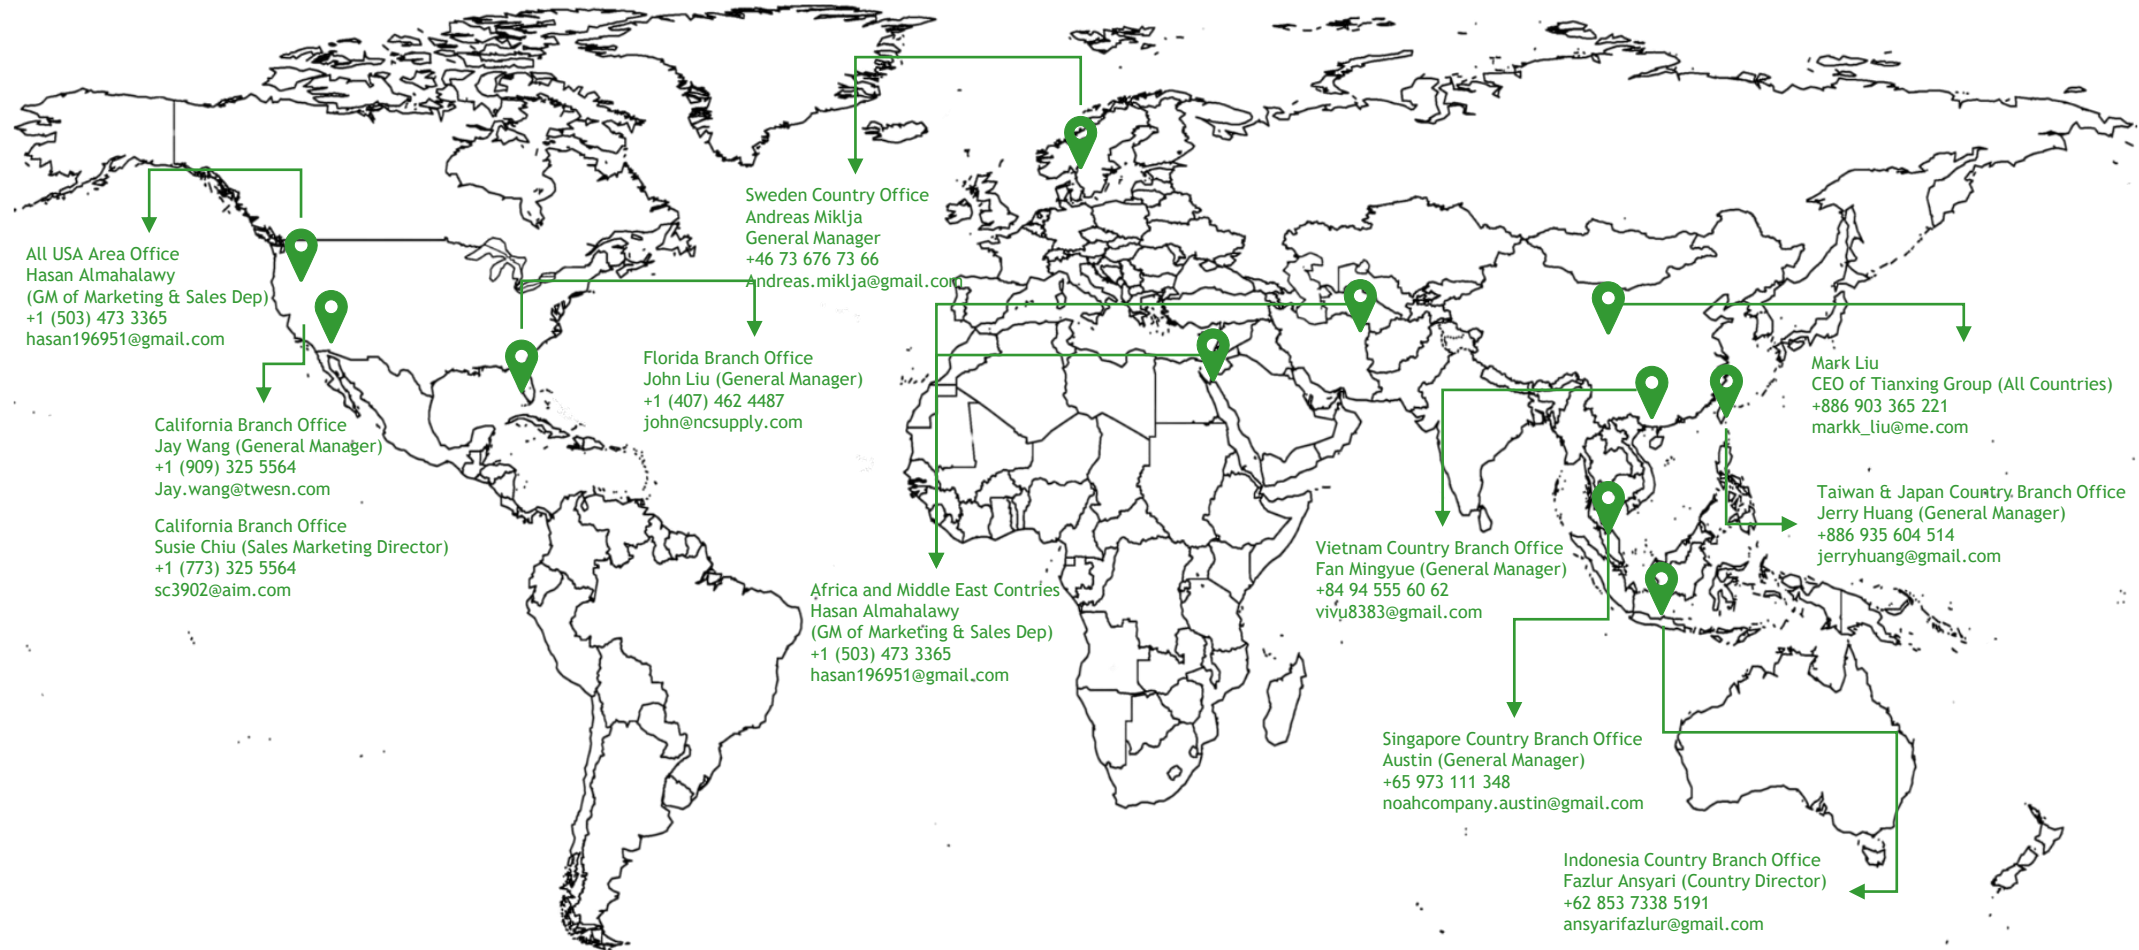 All USA Area Office
Hasan Almahalawy
(GM of Marketing & Sales Dep)
+1 (503) 473 3365
hasan196951@gmail.com
California Branch Office
Jay Wang (General Manager)
+1 (909) 325 5564
Jay.wang@twesn.com
California Branch Office
Susie Chiu (Sales Marketing Director)
+1 (773) 325 5564
sc3902@aim.com
Sweden Country Office
Andreas Miklja
General Manager
+46 73 676 73 66
Andreas.miklja@gmail.com
Florida Branch Office
John Liu (General Manager)
+1 (407) 462 4487
john@ncsupply.com
Africa and Middle East Contries
Hasan Almahalawy
(GM of Marketing & Sales Dep)
+1 (503) 473 3365
hasan196951@gmail.com
Mark Liu
CEO of Tianxing Group (All Countries)
+886 903 365 221
markk_liu@me.com
Taiwan & Japan Country Branch Office
Jerry Huang (General Manager)
+886 935 604 514
jerryhuang@gmail.com
Vietnam Country Branch Office
Fan Mingyue (General Manager)
+84 94 555 60 62
vivu8383@gmail.com
Singapore Country Branch Office
Austin (General Manager)
+65 973 111 348
noahcompany.austin@gmail.com
Indonesia Country Branch Office
Fazlur Ansyari (Country Director)
+62 853 7338 5191
ansyarifazlur@gmail.com